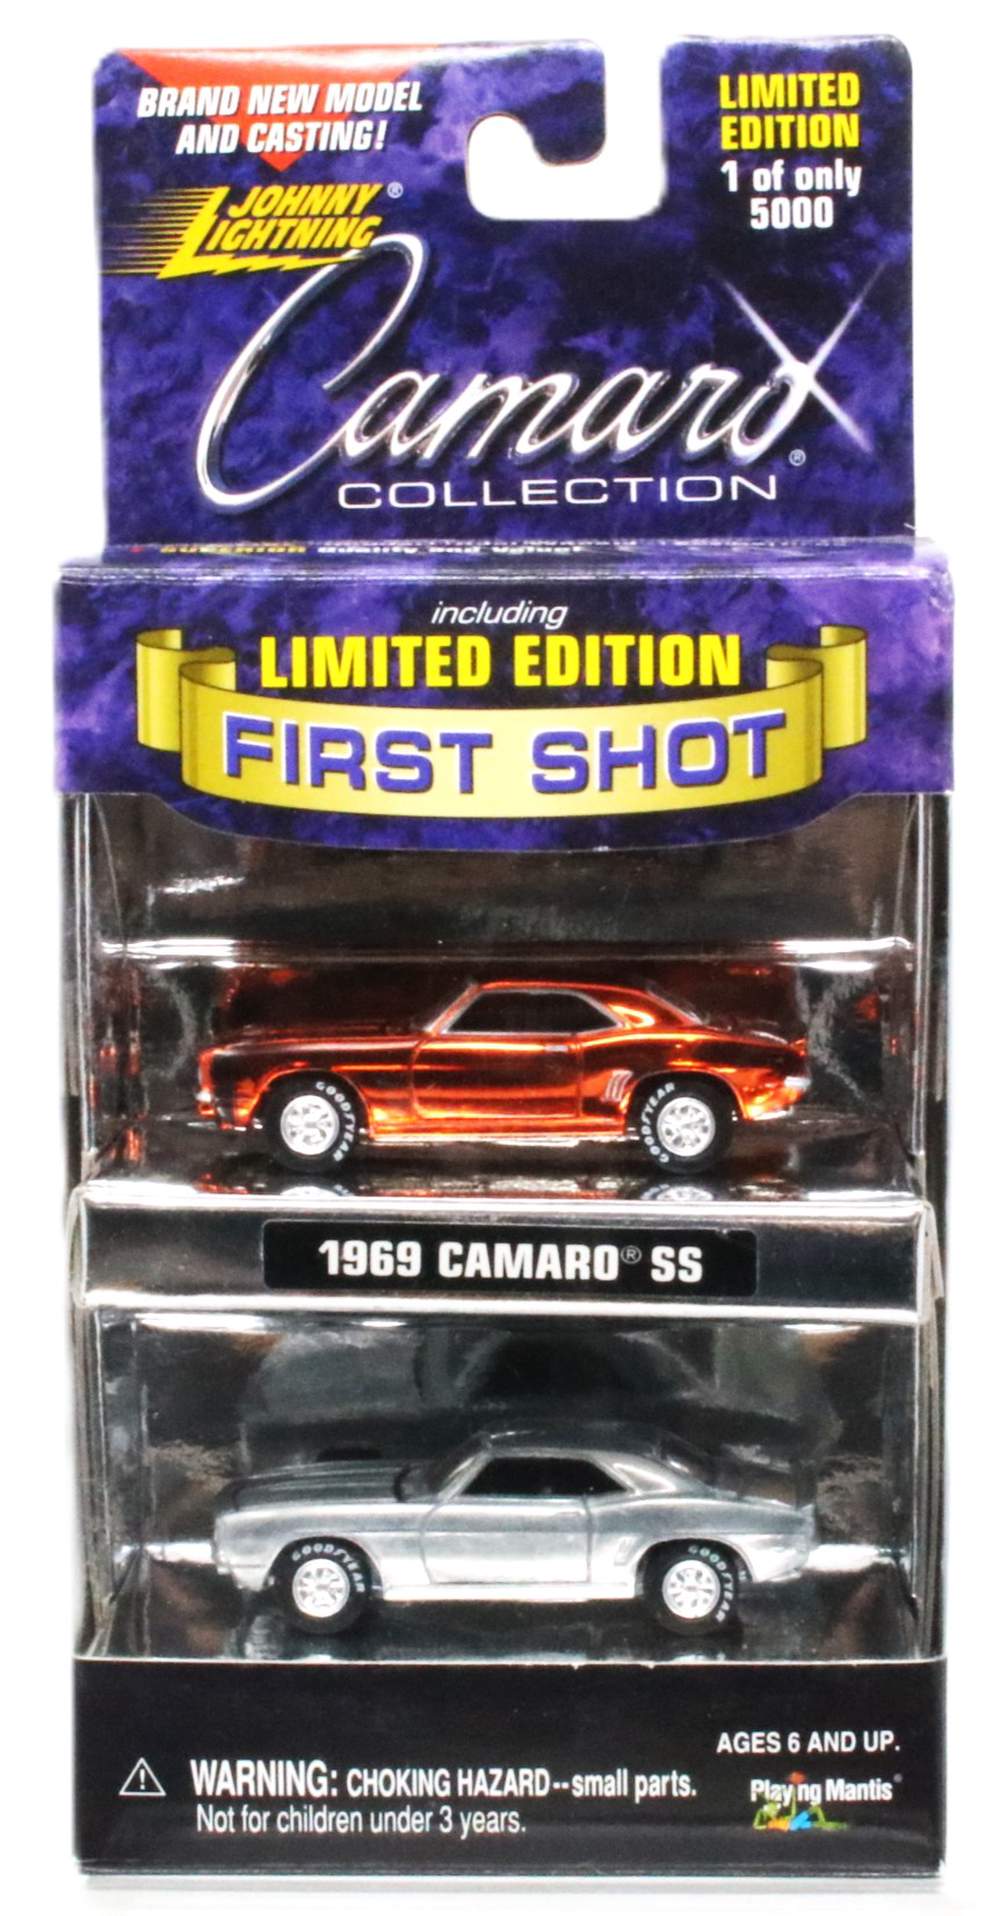 BRAND NEW MODEL
AND CASTING!
LIMITED
EDITION
1 of only
5000
JOHNNY
LIGHTNING®
Camaro®
COLLECTION
including
LIMITED EDITION
FIRST SHOT
GOODYEAR
GOODYEAR
1969 CAMARO® SS
GOODYEAR
GOODYEAR
AGES 6 AND UP.
WARNING: CHOKING HAZARD--small parts.
Not for children under 3 years.
Playing Mantis®